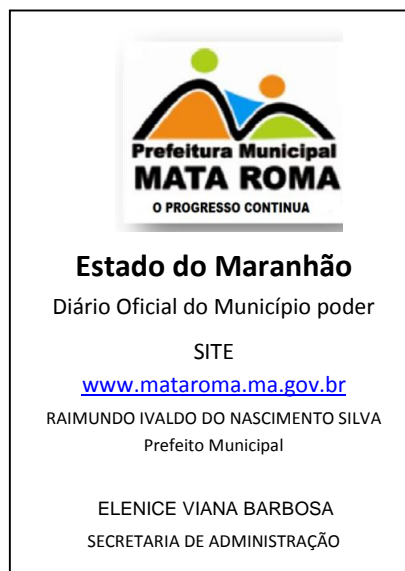 Prefeitura Municipal
MATA ROMA
O PROGRESSO CONTINUA
Estado do Maranhão
Diário Oficial do Município poder
SITE
www.mataroma.ma.gov.br
RAIMUNDO IVALDO DO NASCIMENTO SILVA
Prefeito Municipal
ELENICE VIANA BARBOSA
SECRETARIA DE ADMINISTRAÇÃO